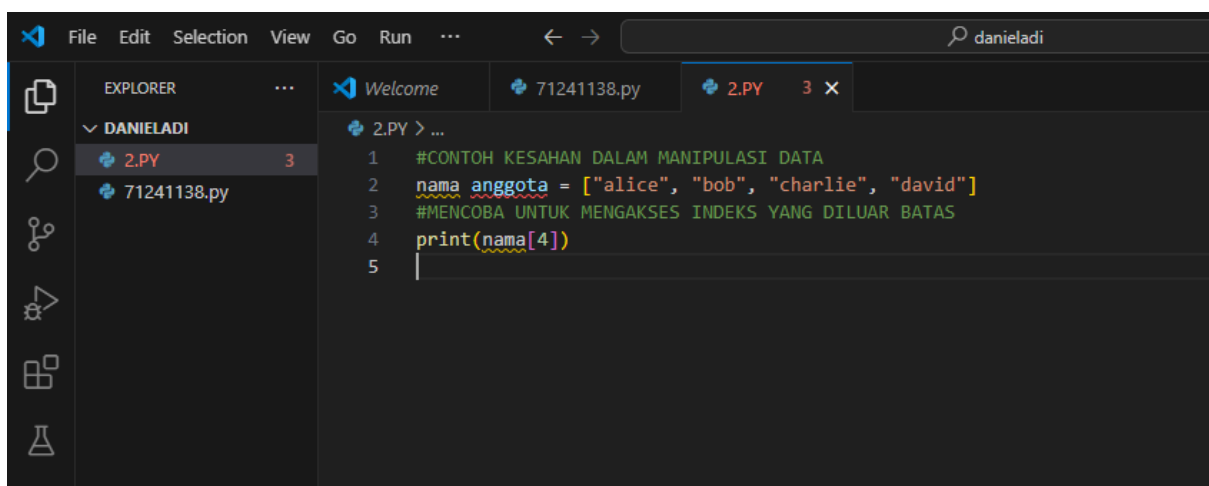 File Edit Selection View Go Run ... ← → danieladi
EXPLORER ... Welcome 71241138.py 2.PY 3 ×
DANIELADI
2.PY 3
71241138.py
2.PY > ...
1 #CONTOH KESAHAN DALAM MANIPULASI DATA
2 nama anggota = ["alice", "bob", "charlie", "david"]
3 #MENCOBA UNTUK MENGAKSES INDEKS YANG DILUAR BATAS
4 print(nama[4])
5